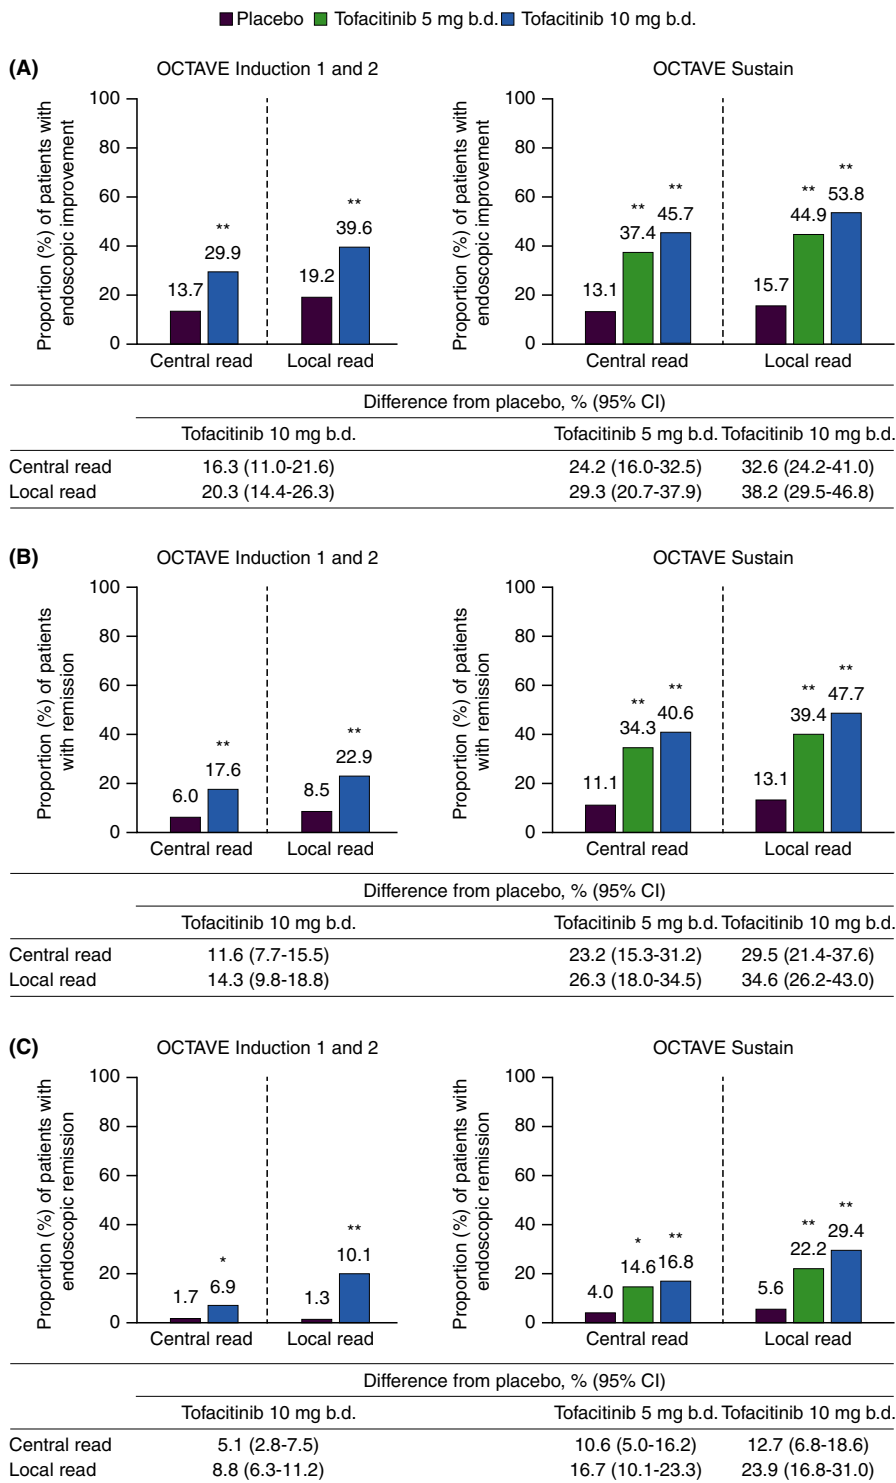 Placebo Tofacitinib 5 mg b.d. Tofacitinib 10 mg b.d.
(A) OCTAVE Induction 1 and 2 OCTAVE Sustain
Proportion (%) of patients with
endoscopic improvement
100
80
60
40
20
0
13.7
**
29.9
19.2
**
39.6
Central read Local read
Proportion (%) of patients with
endoscopic improvement
100
80
60
40
20
0
13.1
**
37.4
**
45.7
15.7
**
44.9
**
53.8
Central read Local read
Difference from placebo, % (95% CI)
Tofacitinib 10 mg b.d. Tofacitinib 5 mg b.d. Tofacitinib 10 mg b.d.
Central read 16.3 (11.0-21.6) 24.2 (16.0-32.5) 32.6 (24.2-41.0)
Local read 20.3 (14.4-26.3) 29.3 (20.7-37.9) 38.2 (29.5-46.8)
(B) OCTAVE Induction 1 and 2 OCTAVE Sustain
Proportion (%) of patients
with remission
100
80
60
40
20
0
6.0
**
17.6
8.5
**
22.9
Central read Local read
Proportion (%) of patients
with remission
100
80
60
40
20
0
11.1
**
34.3
**
40.6
13.1
**
39.4
**
47.7
Central read Local read
Difference from placebo, % (95% CI)
Tofacitinib 10 mg b.d. Tofacitinib 5 mg b.d. Tofacitinib 10 mg b.d.
Central read 11.6 (7.7-15.5) 23.2 (15.3-31.2) 29.5 (21.4-37.6)
Local read 14.3 (9.8-18.8) 26.3 (18.0-34.5) 34.6 (26.2-43.0)
(C) OCTAVE Induction 1 and 2 OCTAVE Sustain
Proportion (%) of patients with
endoscopic remission
100
80
60
40
20
0
1.7
*
6.9
1.3
**
10.1
Central read Local read
Proportion (%) of patients with
endoscopic remission
100
80
60
40
20
0
4.0
*
14.6
**
16.8
5.6
**
22.2
**
29.4
Central read Local read
Difference from placebo, % (95% CI)
Tofacitinib 10 mg b.d. Tofacitinib 5 mg b.d. Tofacitinib 10 mg b.d.
Central read 5.1 (2.8-7.5) 10.6 (5.0-16.2) 12.7 (6.8-18.6)
Local read 8.8 (6.3-11.2) 16.7 (10.1-23.3) 23.9 (16.8-31.0)